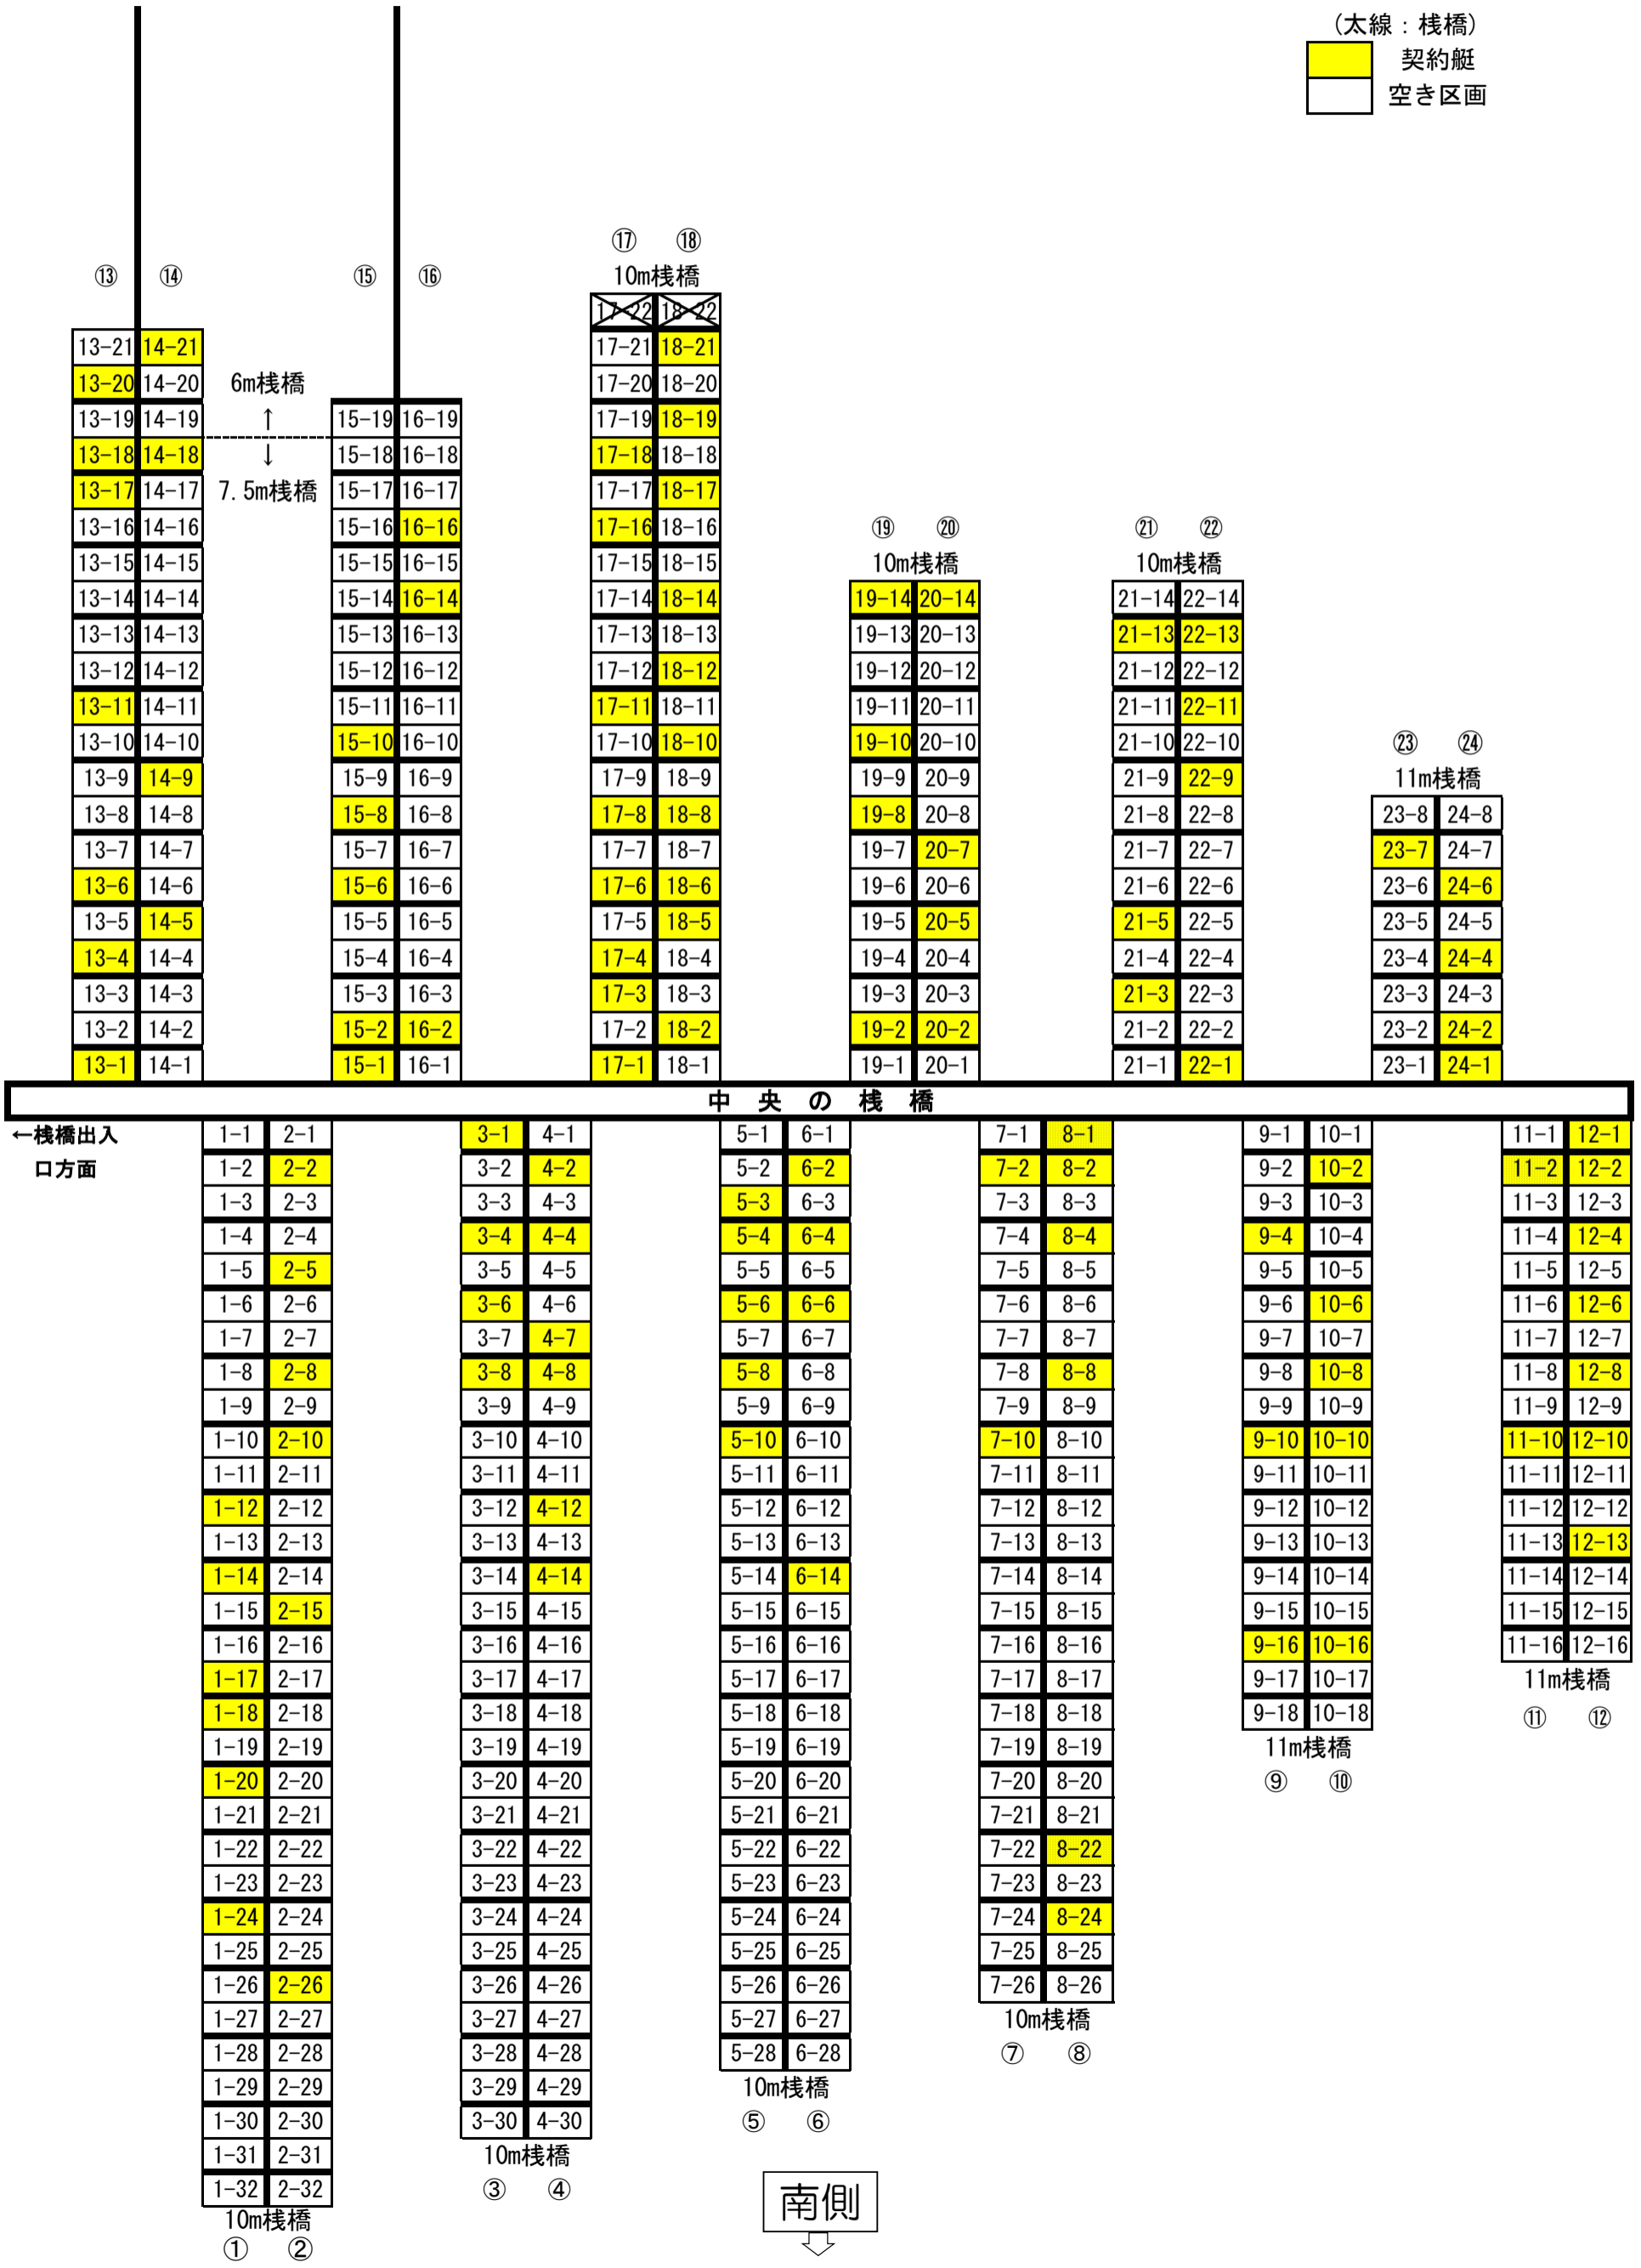 (太線：桟橋)
契約艇
空き区画
⑰ ⑱
⑬ ⑭ ⑮ ⑯ 10m桟橋
17-22 18-22
13-21 14-21 17-21 18-21
13-20 14-20 6m桟橋 17-20 18-20
13-19 14-19 ↑ 15-19 16-19 17-19 18-19
13-18 14-18 ↓ 15-18 16-18 17-18 18-18
13-17 14-17 7.5m桟橋 15-17 16-17 17-17 18-17
13-16 14-16 15-16 16-16 17-16 18-16 ⑲ ⑳ ㉑ ㉒
13-15 14-15 15-15 16-15 17-15 18-15 10m桟橋 10m桟橋
13-14 14-14 15-14 16-14 17-14 18-14 19-14 20-14 21-14 22-14
13-13 14-13 15-13 16-13 17-13 18-13 19-13 20-13 21-13 22-13
13-12 14-12 15-12 16-12 17-12 18-12 19-12 20-12 21-12 22-12
13-11 14-11 15-11 16-11 17-11 18-11 19-11 20-11 21-11 22-11
13-10 14-10 15-10 16-10 17-10 18-10 19-10 20-10 21-10 22-10 ㉓ ㉔
13-9 14-9 15-9 16-9 17-9 18-9 19-9 20-9 21-9 22-9 11m桟橋
13-8 14-8 15-8 16-8 17-8 18-8 19-8 20-8 21-8 22-8 23-8 24-8
13-7 14-7 15-7 16-7 17-7 18-7 19-7 20-7 21-7 22-7 23-7 24-7
13-6 14-6 15-6 16-6 17-6 18-6 19-6 20-6 21-6 22-6 23-6 24-6
13-5 14-5 15-5 16-5 17-5 18-5 19-5 20-5 21-5 22-5 23-5 24-5
13-4 14-4 15-4 16-4 17-4 18-4 19-4 20-4 21-4 22-4 23-4 24-4
13-3 14-3 15-3 16-3 17-3 18-3 19-3 20-3 21-3 22-3 23-3 24-3
13-2 14-2 15-2 16-2 17-2 18-2 19-2 20-2 21-2 22-2 23-2 24-2
13-1 14-1 15-1 16-1 17-1 18-1 19-1 20-1 21-1 22-1 23-1 24-1
中 央 の 桟 橋
←桟橋出入 1-1 2-1 3-1 4-1 5-1 6-1 7-1 8-1 9-1 10-1 11-1 12-1
口方面 1-2 2-2 3-2 4-2 5-2 6-2 7-2 8-2 9-2 10-2 11-2 12-2
1-3 2-3 3-3 4-3 5-3 6-3 7-3 8-3 9-3 10-3 11-3 12-3
1-4 2-4 3-4 4-4 5-4 6-4 7-4 8-4 9-4 10-4 11-4 12-4
1-5 2-5 3-5 4-5 5-5 6-5 7-5 8-5 9-5 10-5 11-5 12-5
1-6 2-6 3-6 4-6 5-6 6-6 7-6 8-6 9-6 10-6 11-6 12-6
1-7 2-7 3-7 4-7 5-7 6-7 7-7 8-7 9-7 10-7 11-7 12-7
1-8 2-8 3-8 4-8 5-8 6-8 7-8 8-8 9-8 10-8 11-8 12-8
1-9 2-9 3-9 4-9 5-9 6-9 7-9 8-9 9-9 10-9 11-9 12-9
1-10 2-10 3-10 4-10 5-10 6-10 7-10 8-10 9-10 10-10 11-10 12-10
1-11 2-11 3-11 4-11 5-11 6-11 7-11 8-11 9-11 10-11 11-11 12-11
1-12 2-12 3-12 4-12 5-12 6-12 7-12 8-12 9-12 10-12 11-12 12-12
1-13 2-13 3-13 4-13 5-13 6-13 7-13 8-13 9-13 10-13 11-13 12-13
1-14 2-14 3-14 4-14 5-14 6-14 7-14 8-14 9-14 10-14 11-14 12-14
1-15 2-15 3-15 4-15 5-15 6-15 7-15 8-15 9-15 10-15 11-15 12-15
1-16 2-16 3-16 4-16 5-16 6-16 7-16 8-16 9-16 10-16 11-16 12-16
1-17 2-17 3-17 4-17 5-17 6-17 7-17 8-17 9-17 10-17 11m桟橋
1-18 2-18 3-18 4-18 5-18 6-18 7-18 8-18 9-18 10-18 ⑪ ⑫
1-19 2-19 3-19 4-19 5-19 6-19 7-19 8-19 11m桟橋
1-20 2-20 3-20 4-20 5-20 6-20 7-20 8-20 ⑨ ⑩
1-21 2-21 3-21 4-21 5-21 6-21 7-21 8-21
1-22 2-22 3-22 4-22 5-22 6-22 7-22 8-22
1-23 2-23 3-23 4-23 5-23 6-23 7-23 8-23
1-24 2-24 3-24 4-24 5-24 6-24 7-24 8-24
1-25 2-25 3-25 4-25 5-25 6-25 7-25 8-25
1-26 2-26 3-26 4-26 5-26 6-26 7-26 8-26
1-27 2-27 3-27 4-27 5-27 6-27 10m桟橋
1-28 2-28 3-28 4-28 5-28 6-28 ⑦ ⑧
1-29 2-29 3-29 4-29 10m桟橋
1-30 2-30 3-30 4-30 ⑤ ⑥
1-31 2-31 10m桟橋
1-32 2-32 ③ ④ 南側
10m桟橋
① ②